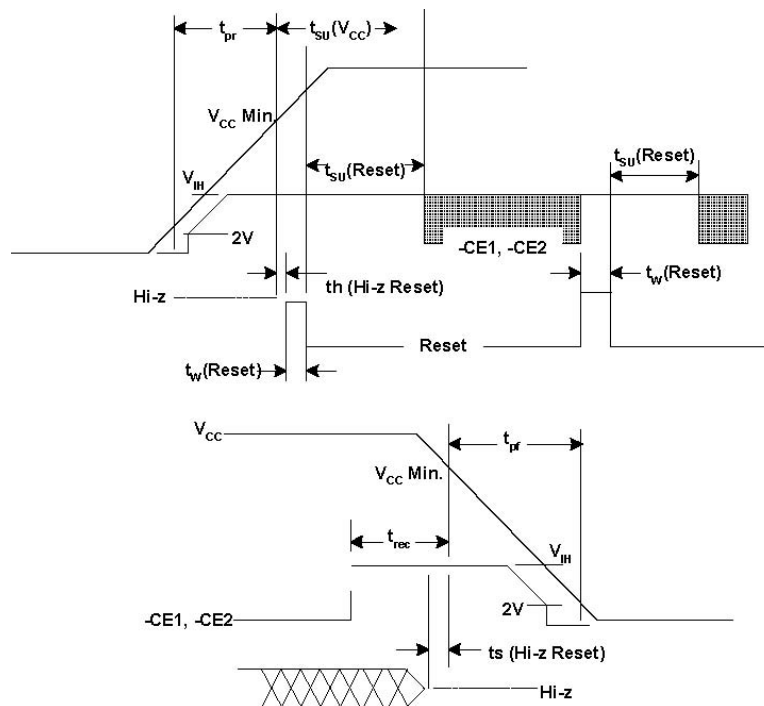 tpr tSU(VCC)
VCC Min.
VIH
tSU(Reset)
tSU(Reset)
2V
-CE1, -CE2
Hi-z
th (Hi-z Reset)
tW(Reset)
Reset
tW(Reset)
VCC
tpf
VCC Min.
trec
VIH
2V
-CE1, -CE2
ts (Hi-z Reset)
Hi-z